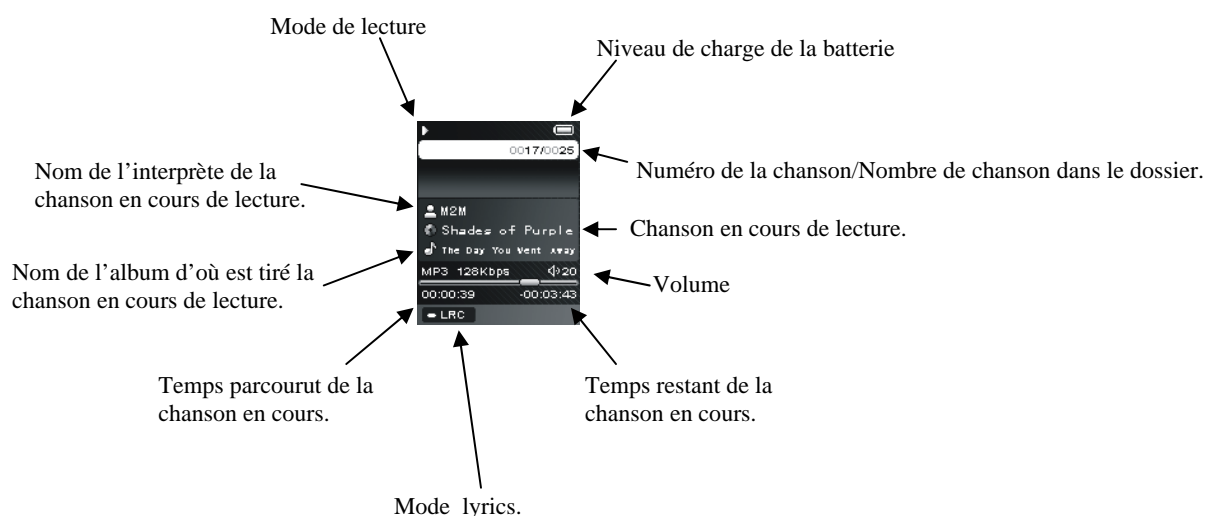 Mode de lecture
Niveau de charge de la batterie
0017/0025
Numéro de la chanson/Nombre de chanson dans le dossier.
Nom de l’interprète de la
chanson en cours de lecture.
M2M
Shades of Purple
Chanson en cours de lecture.
The Day You Went Away
Nom de l’album d’où est tiré la
chanson en cours de lecture.
MP3 128Kbps 20
Volume
00:00:39 -00:03:43
LRC
Temps parcourut de la
chanson en cours.
Temps restant de la
chanson en cours.
Mode lyrics.